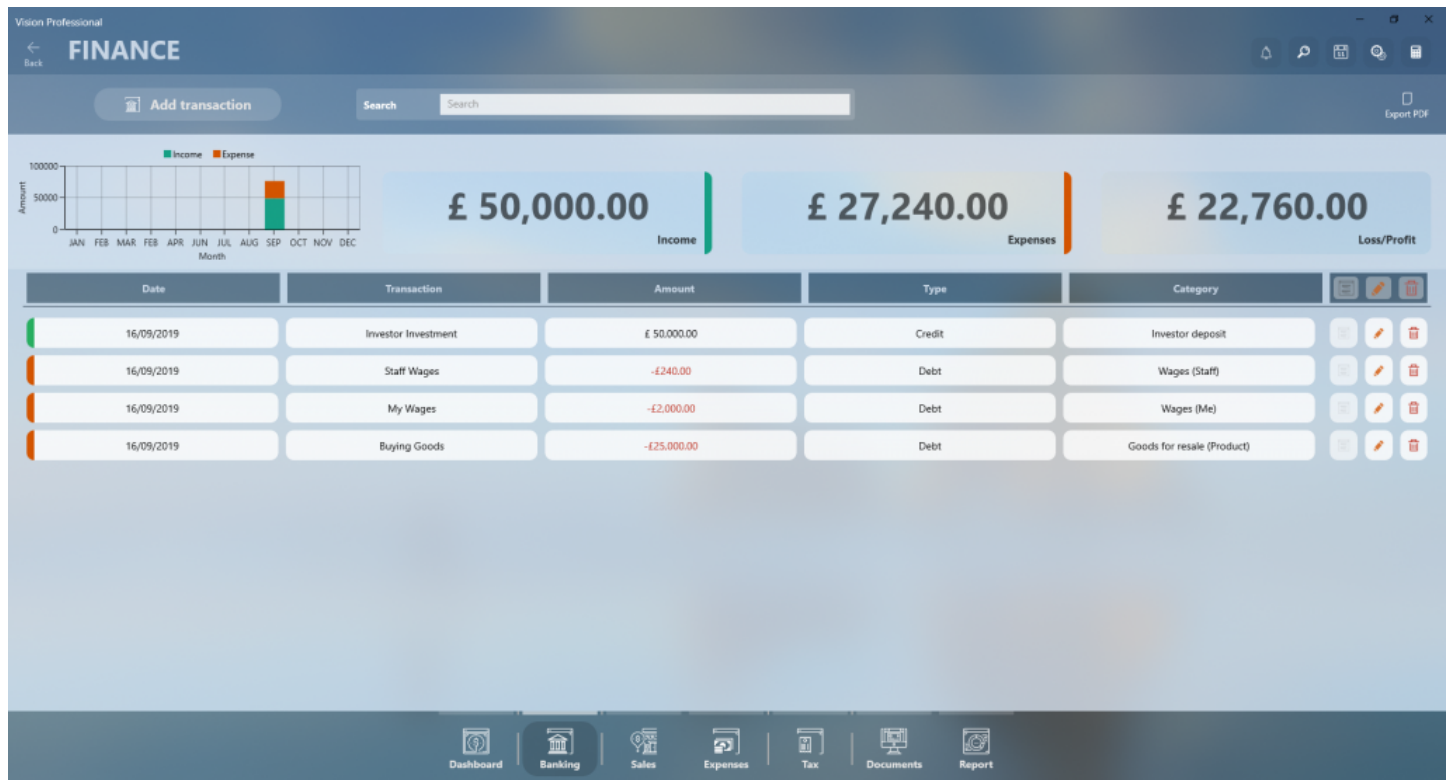 Vision Professional
Back
FINANCE
Add transaction
Search
Search
Export PDF
Income
Expense
100000
50000
0
Amount
JAN FEB MAR FEB APR JUN JUL AUG SEP OCT NOV DEC
Month
£ 50,000.00
Income
£ 27,240.00
Expenses
£ 22,760.00
Loss/Profit
Date Transaction Amount Type Category
16/09/2019 Investor Investment £ 50.000.00 Credit Investor deposit
16/09/2019 Staff Wages -£240.00 Debt Wages (Staff)
16/09/2019 My Wages -£2,000.00 Debt Wages (Me)
16/09/2019 Buying Goods -£25,000.00 Debt Goods for resale (Product)
Dashboard Banking Sales Expenses Tax Documents Report